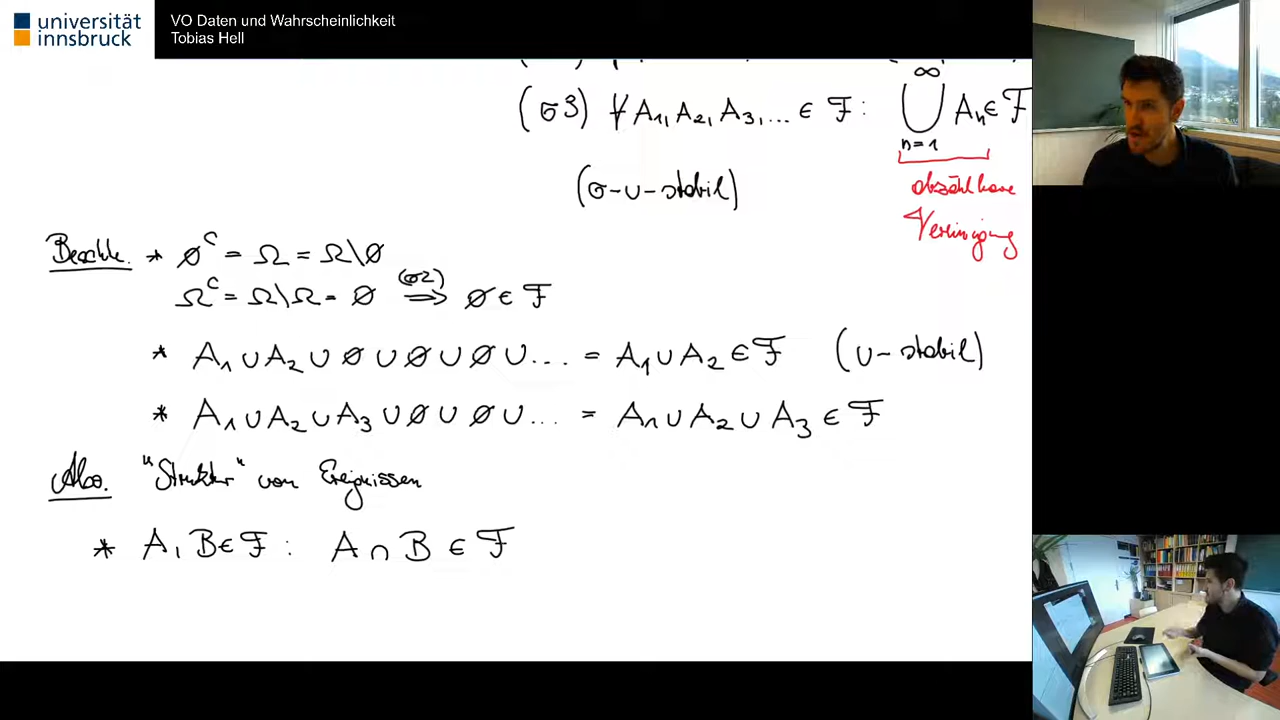 universität
innsbruck
VO Daten und Wahrscheinlichkeit
Tobias Hell
(σ3) ∀ A₁, A₂, A₃, ... ∈ ℱ : ⋃ₙ₌₁^∞ Aₙ ∈ ℱ
(σ-∪-stabil)
abzählbare
Vereinigung
Beachte. * ∅ᶜ = Ω = Ω\∅
Ωᶜ = Ω\Ω = ∅ (σ2) ⟹ ∅ ∈ ℱ
* A₁ ∪ A₂ ∪ ∅ ∪ ∅ ∪ ∅ ∪ ... = A₁ ∪ A₂ ∈ ℱ (∪-stabil)
* A₁ ∪ A₂ ∪ A₃ ∪ ∅ ∪ ∅ ∪ ... = A₁ ∪ A₂ ∪ A₃ ∈ ℱ
Also. "Struktur" von Ereignissen
* A, B ∈ ℱ : A ∩ B ∈ ℱ